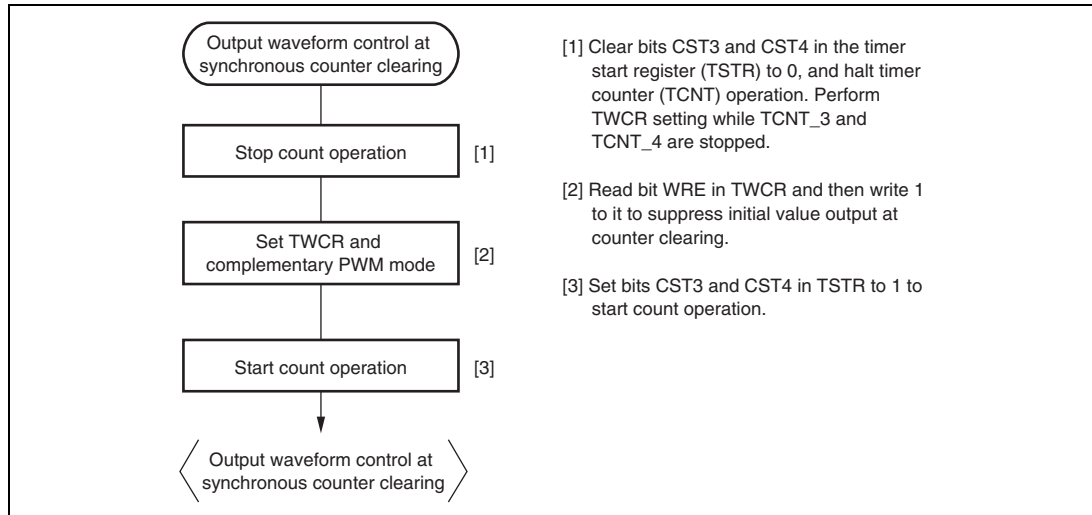 Output waveform control at
synchronous counter clearing
Stop count operation
[1]
Set TWCR and
complementary PWM mode
[2]
Start count operation
[3]
Output waveform control at
synchronous counter clearing
[1] Clear bits CST3 and CST4 in the timer
start register (TSTR) to 0, and halt timer
counter (TCNT) operation. Perform
TWCR setting while TCNT_3 and
TCNT_4 are stopped.
[2] Read bit WRE in TWCR and then write 1
to it to suppress initial value output at
counter clearing.
[3] Set bits CST3 and CST4 in TSTR to 1 to
start count operation.